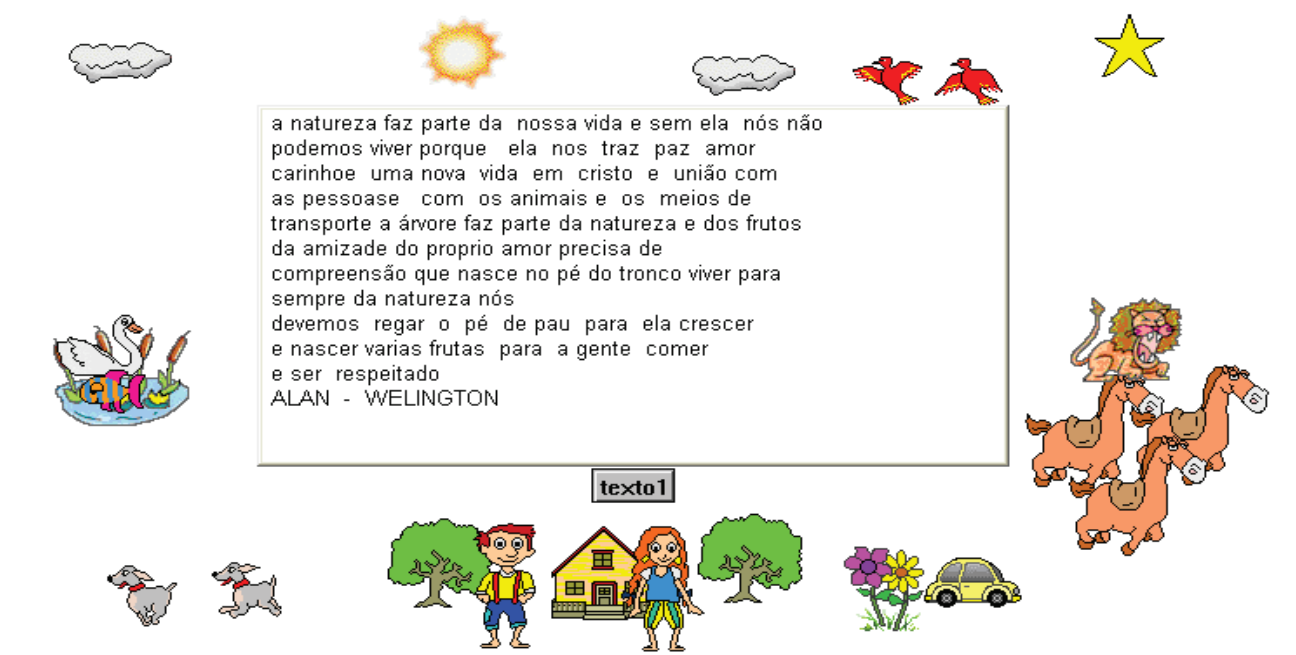 a natureza faz parte da nossa vida e sem ela nós não
podemos viver porque ela nos traz paz amor
carinhoe uma nova vida em cristo e união com
as pessoase com os animais e os meios de
transporte a árvore faz parte da natureza e dos frutos
da amizade do proprio amor precisa de
compreensão que nasce no pé do tronco viver para
sempre da natureza nós
devemos regar o pé de pau para ela crescer
e nascer varias frutas para a gente comer
e ser respeitado
ALAN - WELINGTON
texto1